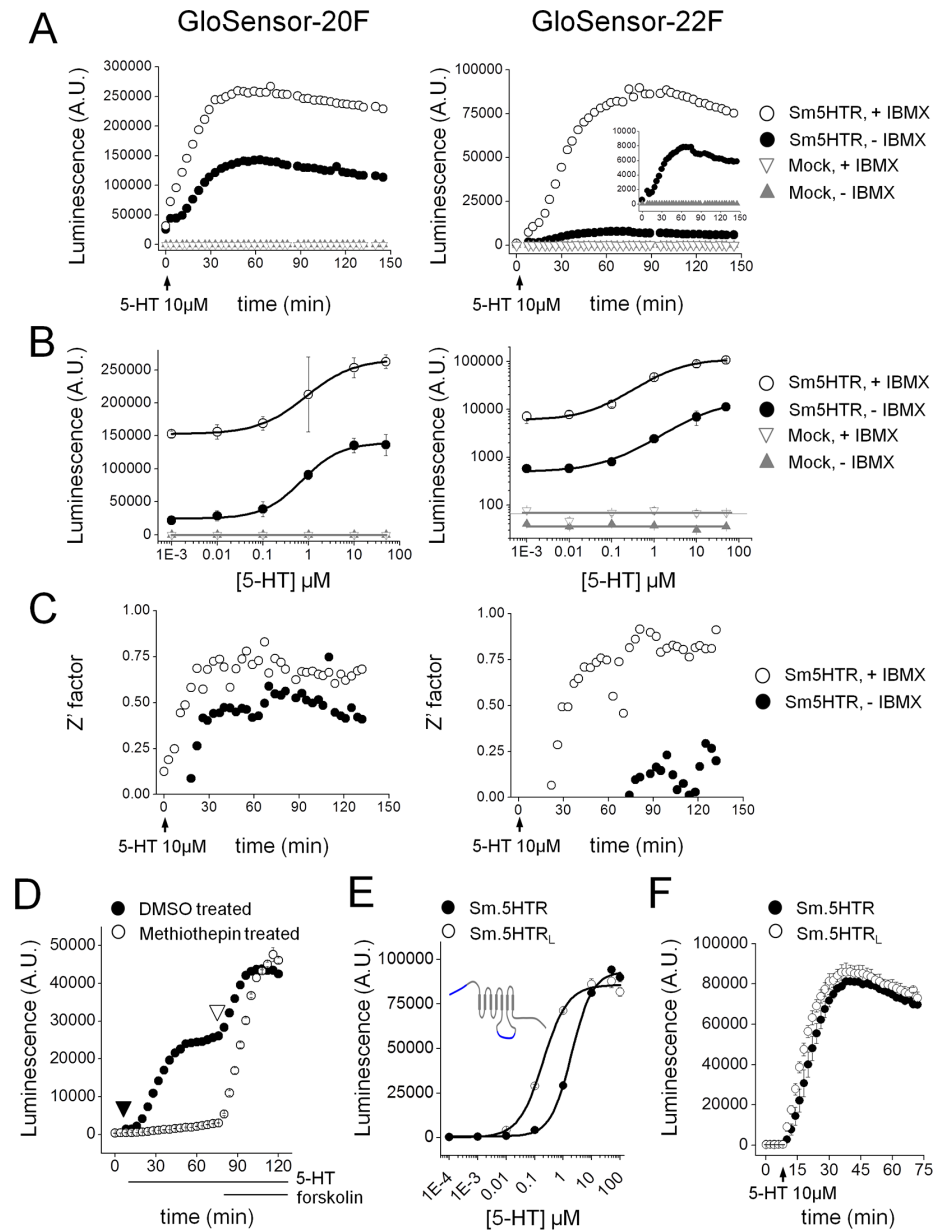 GloSensor-20F
GloSensor-22F
A
Luminescence (A.U.)
300000
250000
200000
150000
100000
50000
0
0 30 60 90 120 150
5-HT 10µM
time (min)
Luminescence (A.U.)
100000
75000
50000
25000
0
0 30 60 90 120 150
5-HT 10µM
time (min)
10000
8000
6000
4000
2000
0
0 30 60 90 120 150
Sm5HTR, + IBMX
Sm5HTR, - IBMX
Mock, + IBMX
Mock, - IBMX
B
Luminescence (A.U.)
250000
200000
150000
100000
50000
0
1E-3 0.01 0.1 1 10 100
[5-HT] µM
Luminescence (A.U.)
100000
10000
1000
100
1E-3 0.01 0.1 1 10 100
[5-HT] µM
Sm5HTR, + IBMX
Sm5HTR, - IBMX
Mock, + IBMX
Mock, - IBMX
C
Z' factor
1.00
0.75
0.50
0.25
0.00
0 30 60 90 120 150
5-HT 10µM
time (min)
Z' factor
1.00
0.75
0.50
0.25
0.00
0 30 60 90 120 150
5-HT 10µM
time (min)
Sm5HTR, + IBMX
Sm5HTR, - IBMX
D
DMSO treated
Methiothepin treated
Luminescence (A.U.)
50000
40000
30000
20000
10000
0
0 30 60 90 120
5-HT
forskolin
time (min)
E
Sm.5HTR
Sm.5HTRL
Luminescence (A.U.)
100000
75000
50000
25000
0
1E-4 1E-3 0.01 0.1 1 10 100
[5-HT] µM
F
Sm.5HTR
Sm.5HTRL
Luminescence (A.U.)
100000
80000
60000
40000
20000
0
0 15 30 45 60 75
5-HT 10µM
time (min)